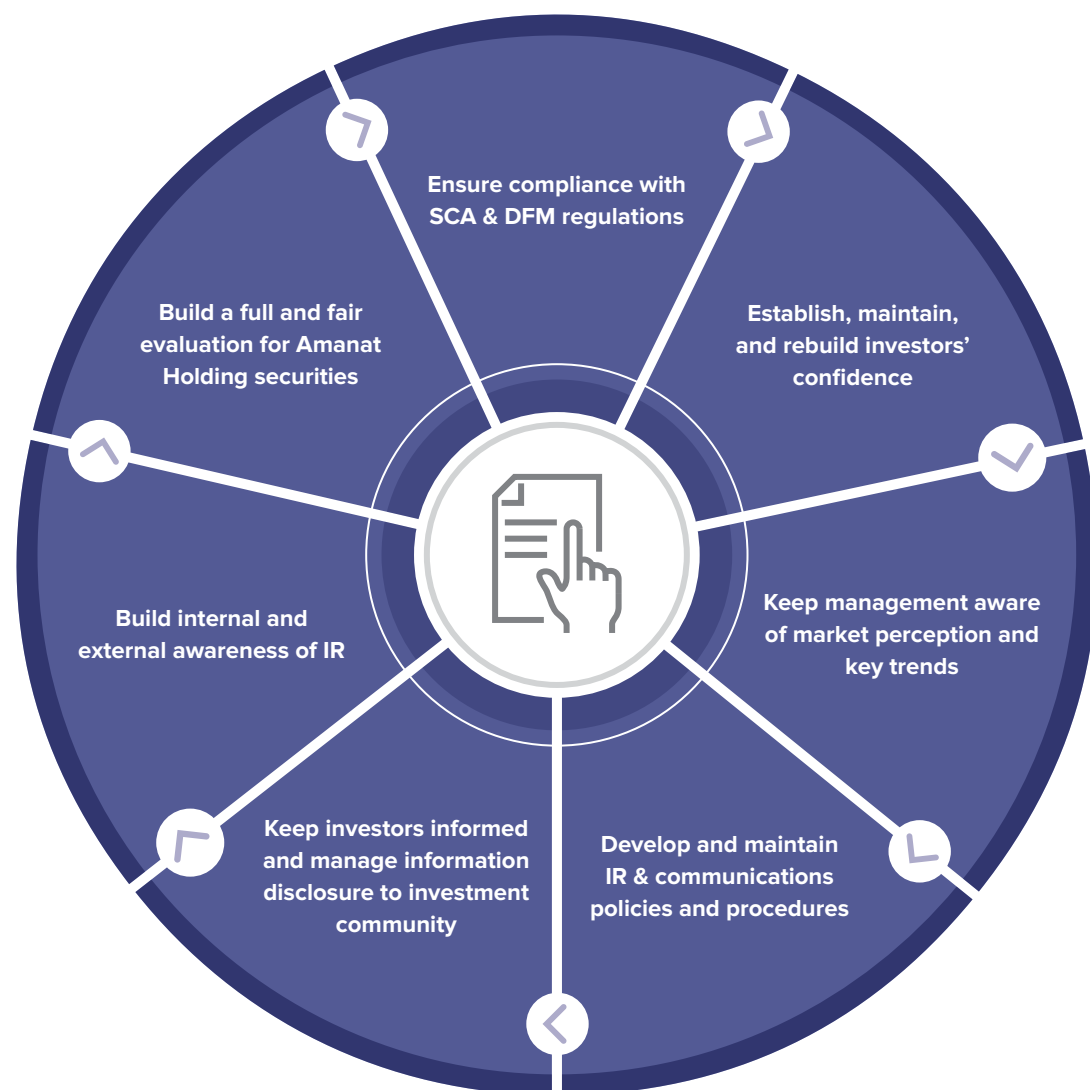 Ensure compliance with
SCA & DFM regulations
Establish, maintain,
and rebuild investors’
confidence
Keep management aware
of market perception and
key trends
Develop and maintain
IR & communications
policies and procedures
Keep investors informed
and manage information
disclosure to investment
community
Build internal and
external awareness of IR
Build a full and fair
evaluation for Amanat
Holding securities